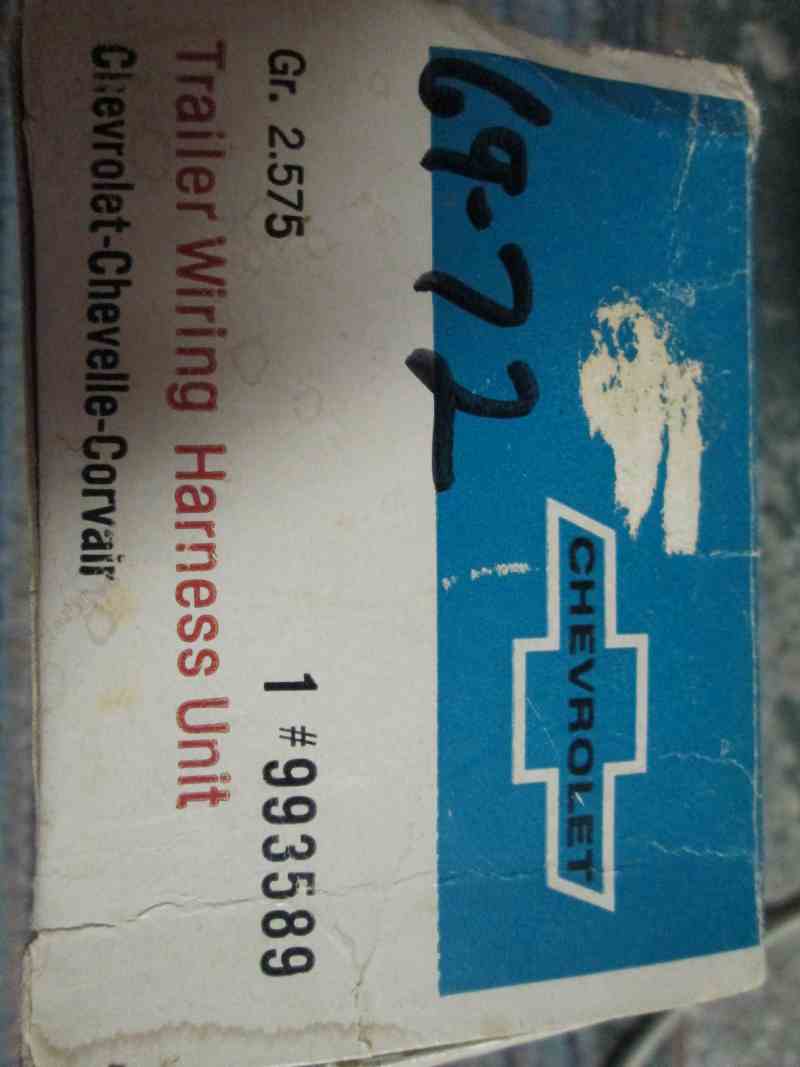 69-72
CHEVROLET
Gr. 2.575 1 #993589
Trailer Wiring Harness Unit
Chevrolet-Chevelle-Corvair